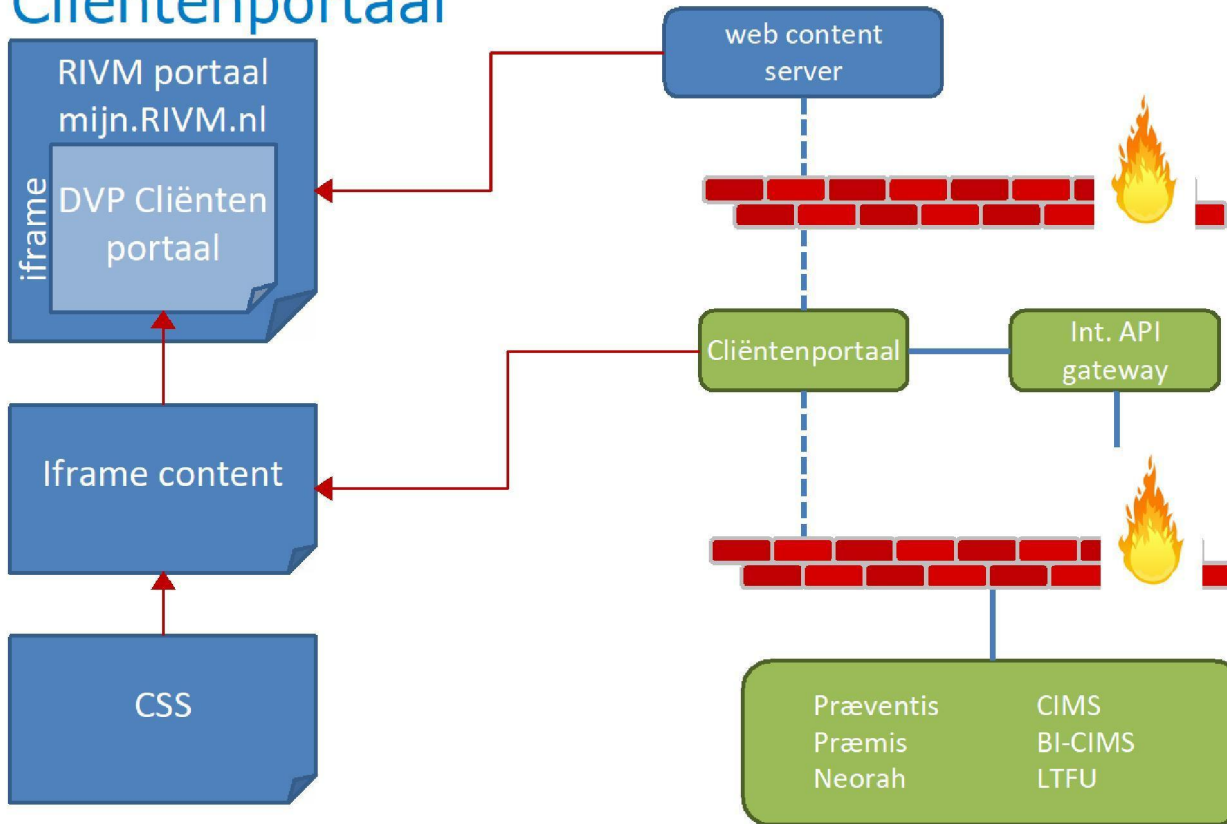 Cliëntenportaal
RIVM portaal
mijn.RIVM.nl
iframe
DVP Cliënten
portaal
Iframe content
CSS
web content
server
Cliëntenportaal
Int. API
gateway
Præventis
Præmis
Neorah
CIMS
BI-CIMS
LTFU